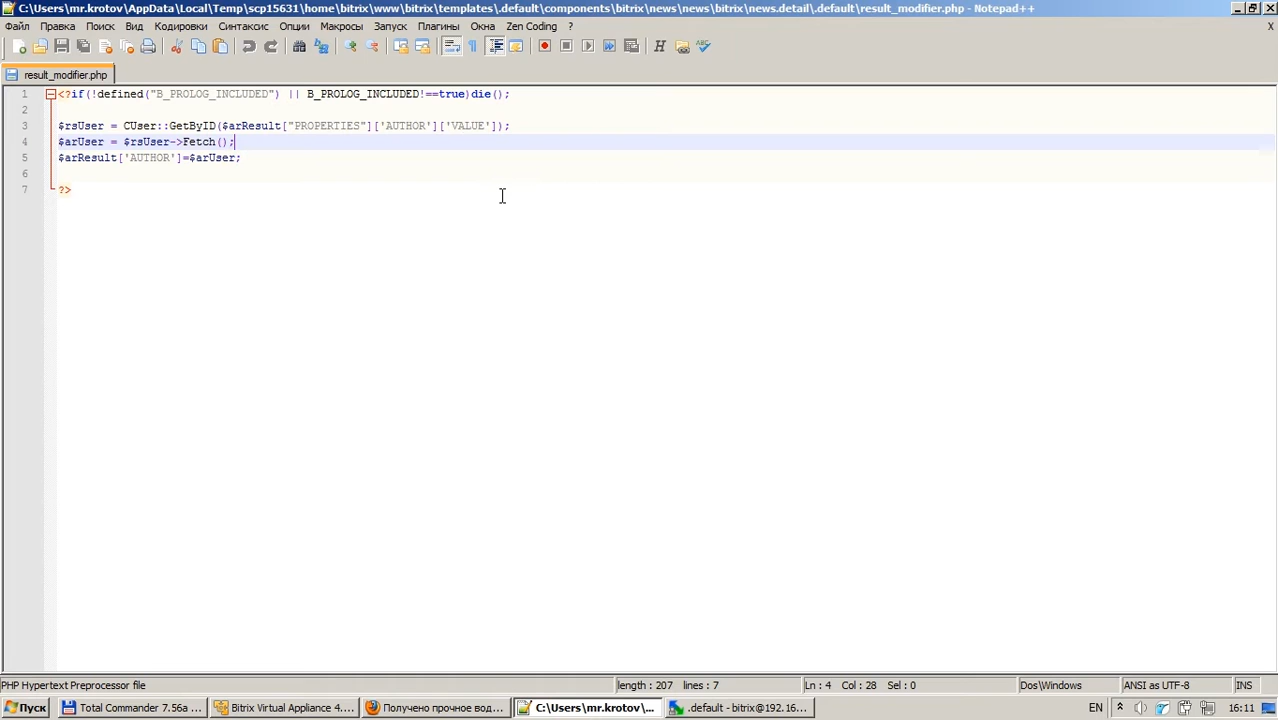 C:\Users\mr.krotov\AppData\Local\Temp\scp15631\home\bitrix\www\bitrix\templates\.default\components\bitrix\news\news\bitrix\news.detail\.default\result_modifier.php - Notepad++
Файл Правка Поиск Вид Кодировки Синтаксис Опции Макросы Запуск Плагины Окна Zen Coding ? X
result_modifier.php
1 <?if(!defined("B_PROLOG_INCLUDED") || B_PROLOG_INCLUDED!==true)die();
2
3 $rsUser = CUser::GetByID($arResult["PROPERTIES"]['AUTHOR']['VALUE']);
4 $arUser = $rsUser->Fetch();
5 $arResult['AUTHOR']=$arUser;
6
7 ?>
PHP Hypertext Preprocessor file length : 207 lines : 7 Ln : 4 Col : 28 Sel : 0 Dos\Windows ANSI as UTF-8 INS
Пуск Total Commander 7.56a ... Bitrix Virtual Appliance 4.... Получено прочное вод... C:\Users\mr.krotov\... .default - bitrix@192.16... EN 16:11